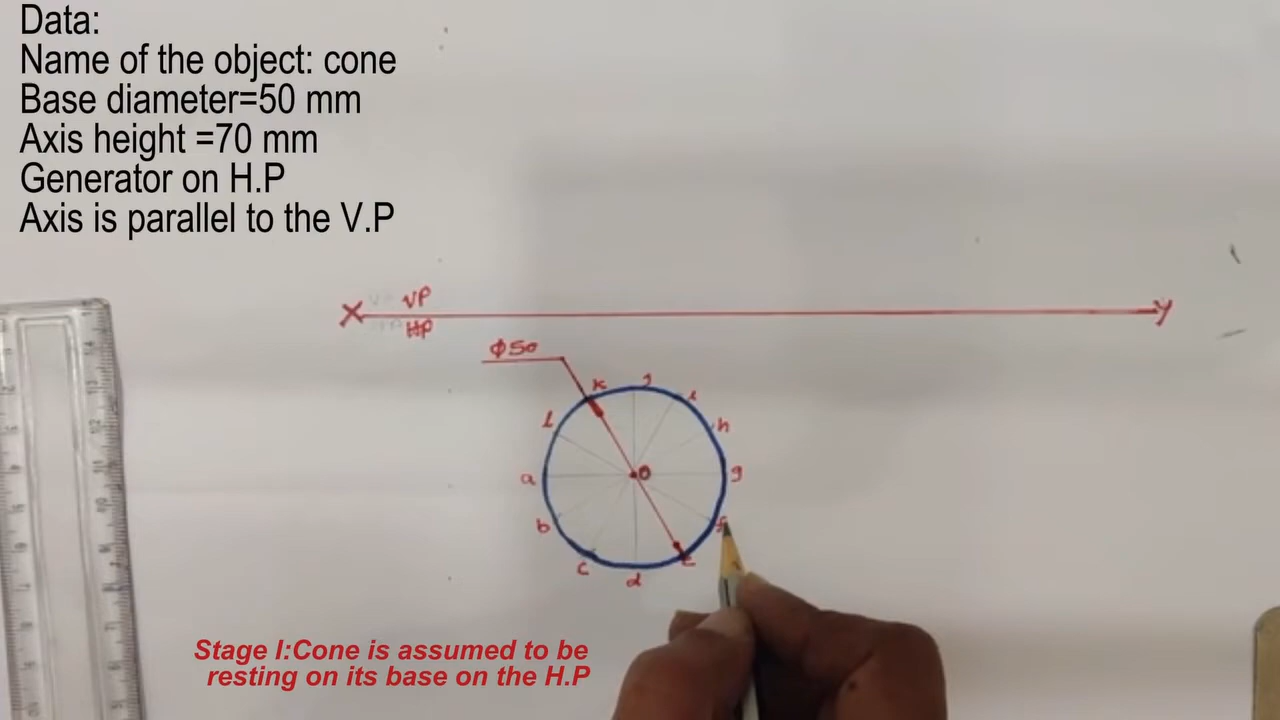 Data:
Name of the object: cone
Base diameter=50 mm
Axis height =70 mm
Generator on H.P
Axis is parallel to the V.P
X VP Y
HP
Φ50
k j i
l h
a o g
b f
c d e
Stage I:Cone is assumed to be
resting on its base on the H.P